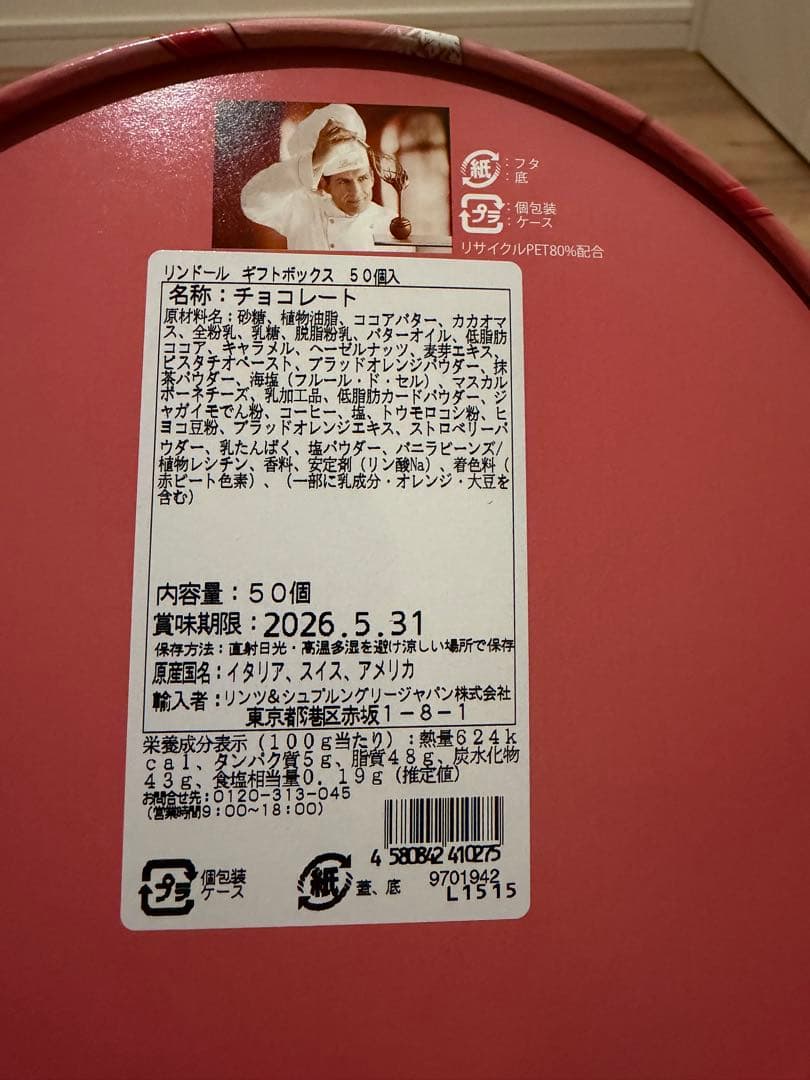 Lindt
紙:フタ
:底
プラ:個包装
:ケース
リサイクルPET80%配合
リンドール ギフトボックス 50個入
名称:チョコレート
原材料名:砂糖、植物油脂、ココアバター、カカオマ
ス、全粉乳、乳糖、脱脂粉乳、バターオイル、低脂肪
ココア、キャラメル、ヘーゼルナッツ、麦芽エキス、
ピスタチオペースト、ブラッドオレンジパウダー、抹
茶パウダー、海塩(フルール・ド・セル)、マスカル
ポーネチーズ、乳加工品、低脂肪カードパウダー、ジ
ャガイモでん粉、コーヒー、塩、トウモロコシ粉、ヒ
ヨコ豆粉、ブラッドオレンジエキス、ストロベリーパ
ウダー、乳たんぱく、塩パウダー、バニラビーンズ/
植物レシチン、香料、安定剤(リン酸Na)、着色料(
赤ビート色素)、(一部に乳成分・オレンジ・大豆を
含む)
内容量:50個
賞味期限:2026.5.31
保存方法:直射日光・高温多湿を避け涼しい場所で保存
原産国名:イタリア、スイス、アメリカ
輸入者:リンツ&シュプルングリージャパン株式会社
東京都港区赤坂1-8-1
栄養成分表示(100g当たり):熱量624k
cal、タンパク質5g、脂質48g、炭水化物
43g、食塩相当量0.19g(推定値)
お問合せ先:0120-313-045
(営業時間9:00~18:00)
4 580842 410275
プラ 個包装
ケース
紙 蓋、底
9701942
L1515